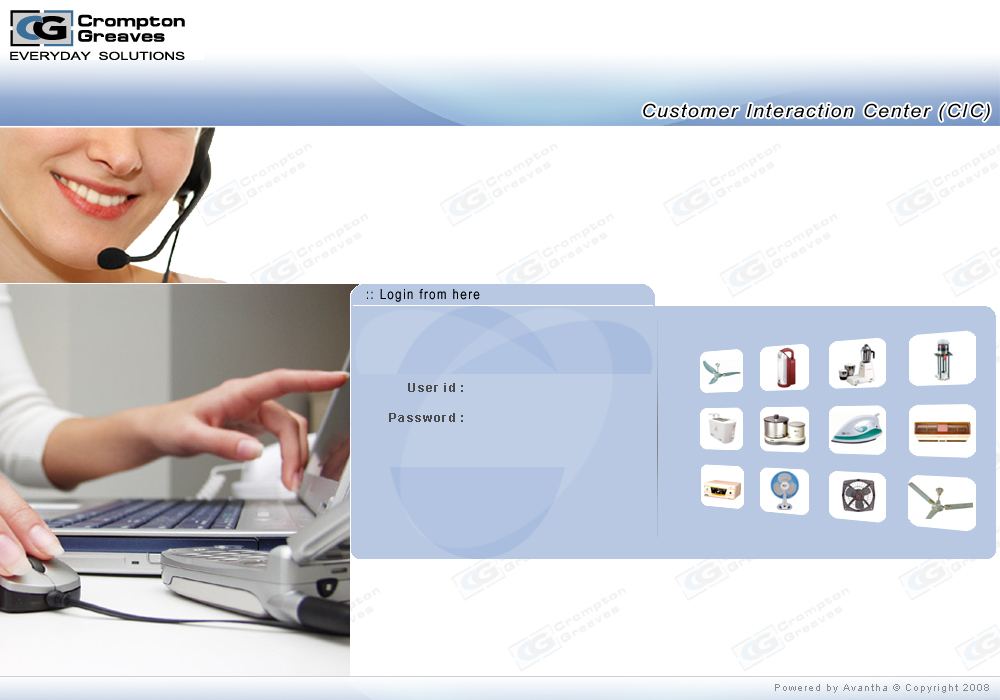 CG Crompton
Greaves
EVERYDAY SOLUTIONS
Customer Interaction Center (CIC)
:: Login from here
User id :
Password :
Powered by Avantha © Copyright 2008